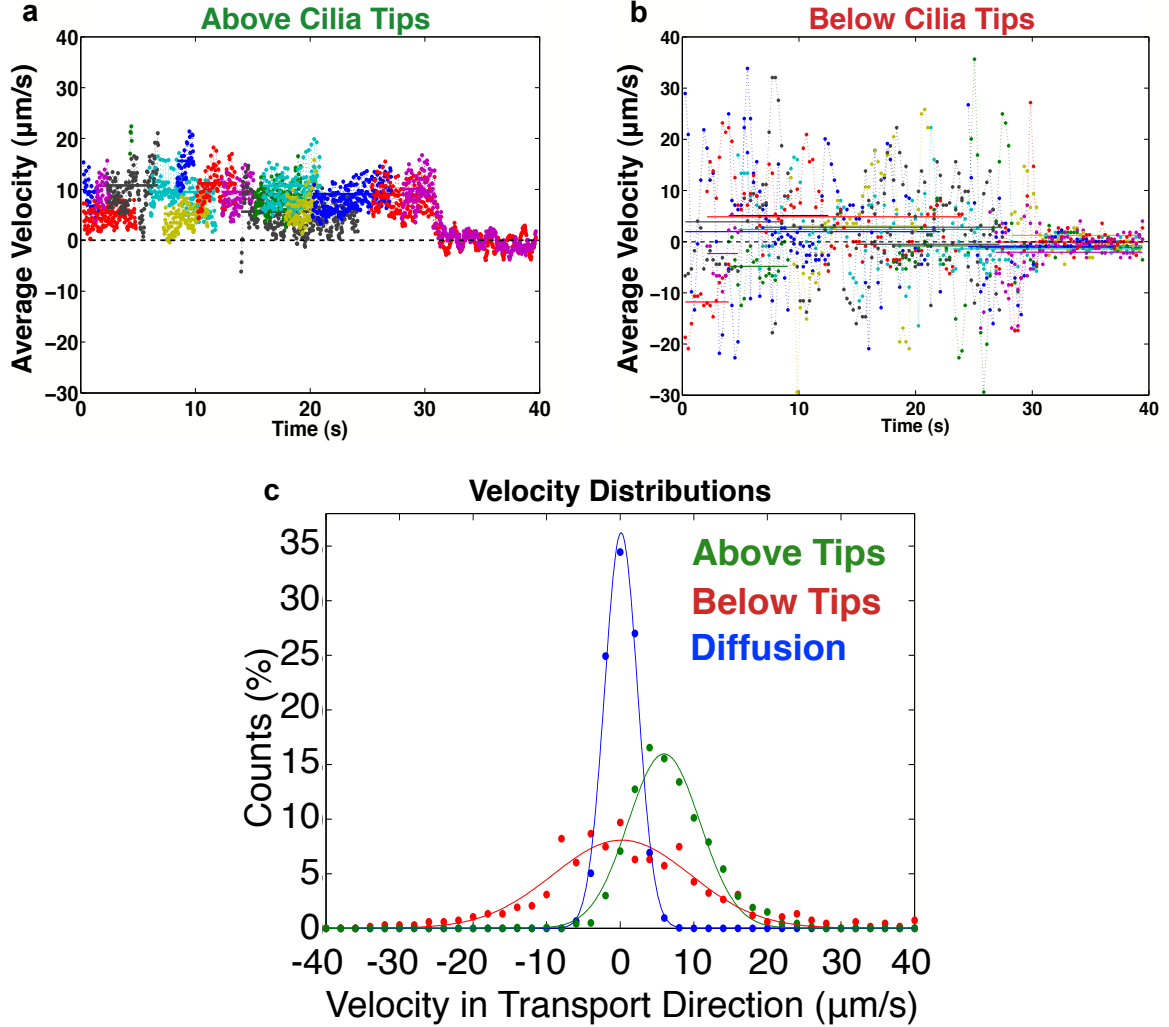 a
Above Cilia Tips
Average Velocity (µm/s)
40
30
20
10
0
−10
−20
−30
0
10
20
30
40
Time (s)
b
Below Cilia Tips
Average Velocity (µm/s)
40
30
20
10
0
−10
−20
−30
0
10
20
30
40
Time (s)
c
Velocity Distributions
Above Tips
Below Tips
Diffusion
Counts (%)
35
30
25
20
15
10
5
0
-40
-30
-20
-10
0
10
20
30
40
Velocity in Transport Direction (µm/s)